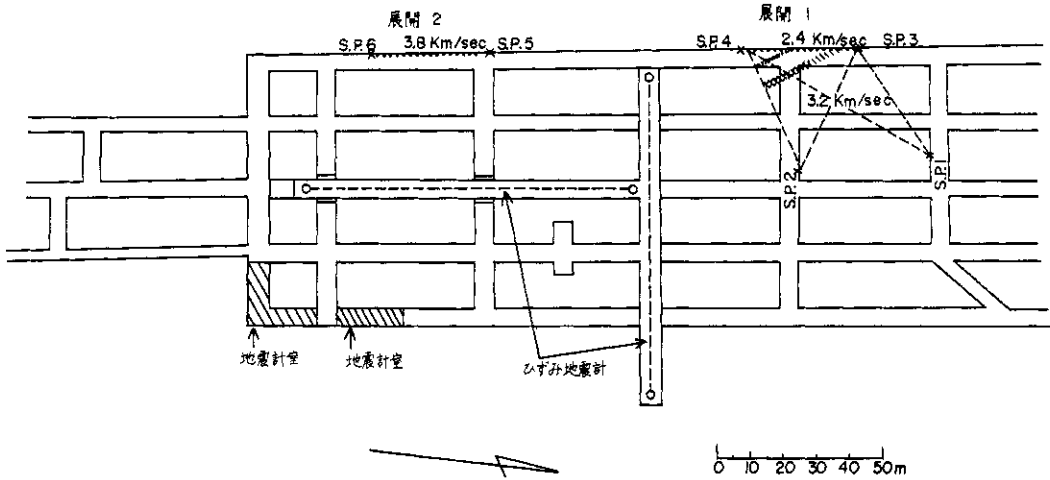 展開 2
展開 1
S.P.6 3.8 Km/sec S.P.5
S.P.4 2.4 Km/sec S.P.3
3.2 Km/sec
S.P.2
S.P.1
地震計室
地震計室
ひずみ地震計
0 10 20 30 40 50m